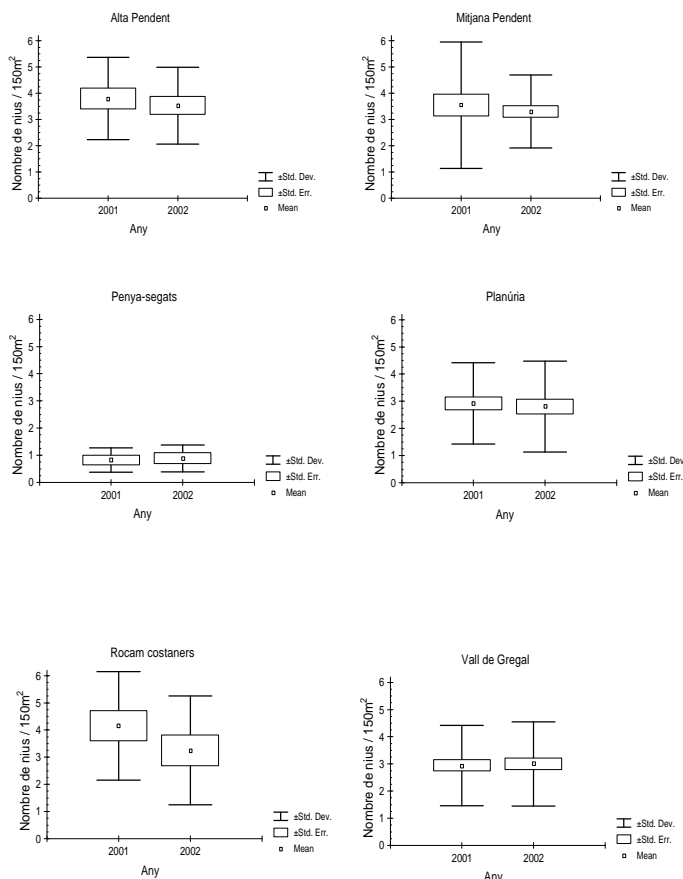 Alta Pendent
Nombre de nius / 150m²
6
5
4
3
2
1
0
2001 2002
Any
±Std. Dev.
±Std. Err.
Mean
Mitjana Pendent
Nombre de nius / 150m²
6
5
4
3
2
1
0
2001 2002
Any
±Std. Dev.
±Std. Err.
Mean
Penya-segats
Nombre de nius / 150m²
6
5
4
3
2
1
0
2001 2002
Any
±Std. Dev.
±Std. Err.
Mean
Planúria
Nombre de nius / 150m²
6
5
4
3
2
1
0
2001 2002
Any
±Std. Dev.
±Std. Err.
Mean
Rocam costaners
Nombre de nius / 150m²
6
5
4
3
2
1
0
2001 2002
Any
±Std. Dev.
±Std. Err.
Mean
Vall de Gregal
Nombre de nius / 150m²
6
5
4
3
2
1
0
2001 2002
Any
±Std. Dev.
±Std. Err.
Mean